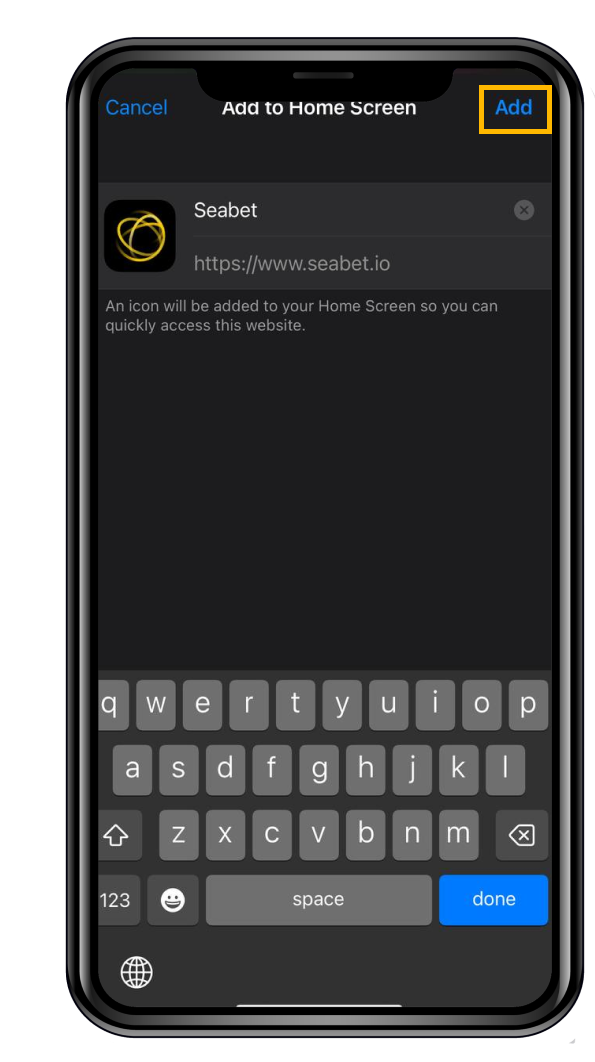 Cancel Add to Home Screen Add
Seabet
https://www.seabet.io
An icon will be added to your Home Screen so you can
quickly access this website.
q w e r t y u i o p
a s d f g h j k l
z x c v b n m
123 space done